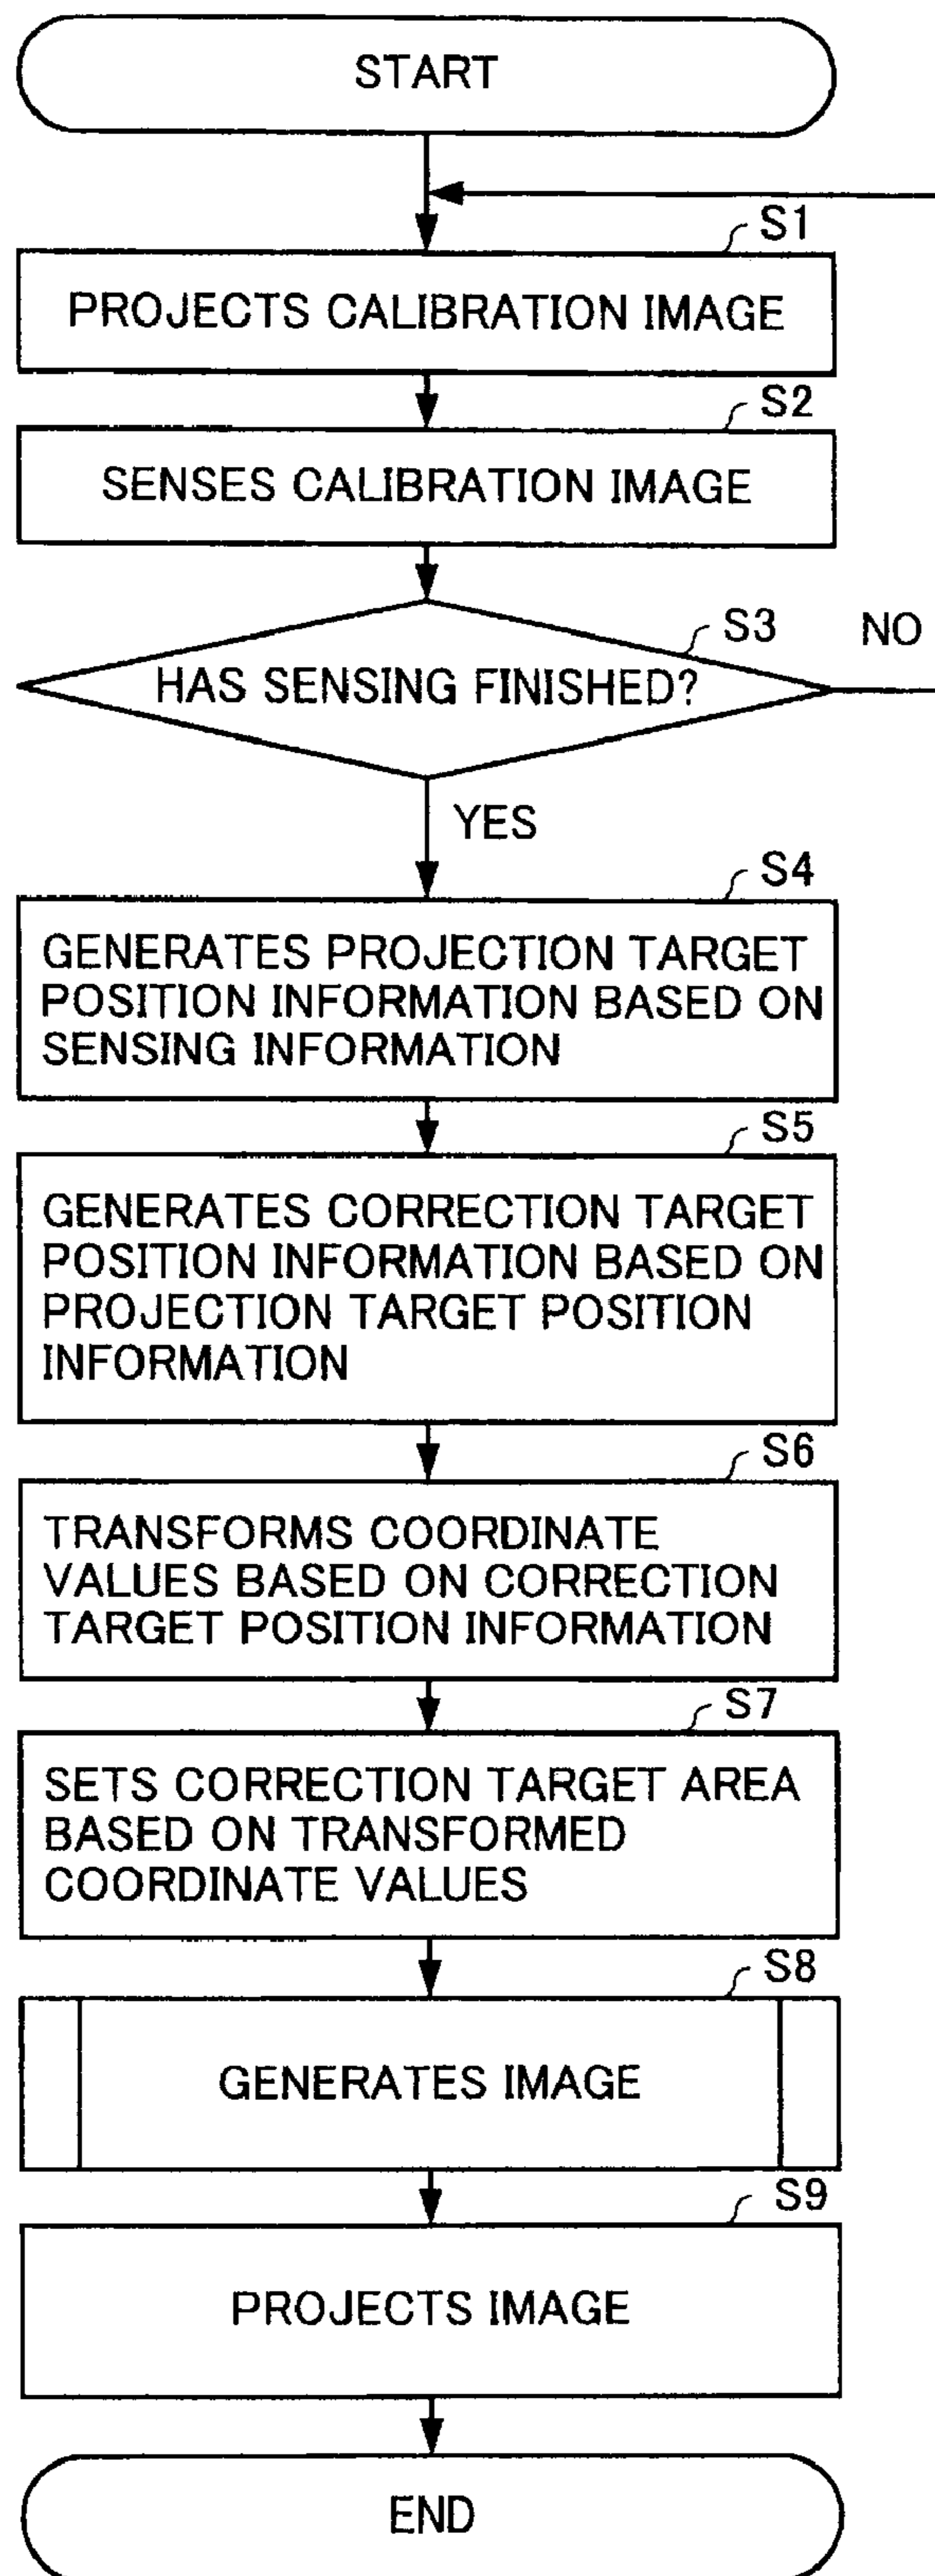 START
S1
PROJECTS CALIBRATION IMAGE
S2
SENSES CALIBRATION IMAGE
S3
NO
HAS SENSING FINISHED?
YES
S4
GENERATES PROJECTION TARGET
POSITION INFORMATION BASED ON
SENSING INFORMATION
S5
GENERATES CORRECTION TARGET
POSITION INFORMATION BASED ON
PROJECTION TARGET POSITION
INFORMATION
S6
TRANSFORMS COORDINATE
VALUES BASED ON CORRECTION
TARGET POSITION INFORMATION
S7
SETS CORRECTION TARGET AREA
BASED ON TRANSFORMED
COORDINATE VALUES
S8
GENERATES IMAGE
S9
PROJECTS IMAGE
END